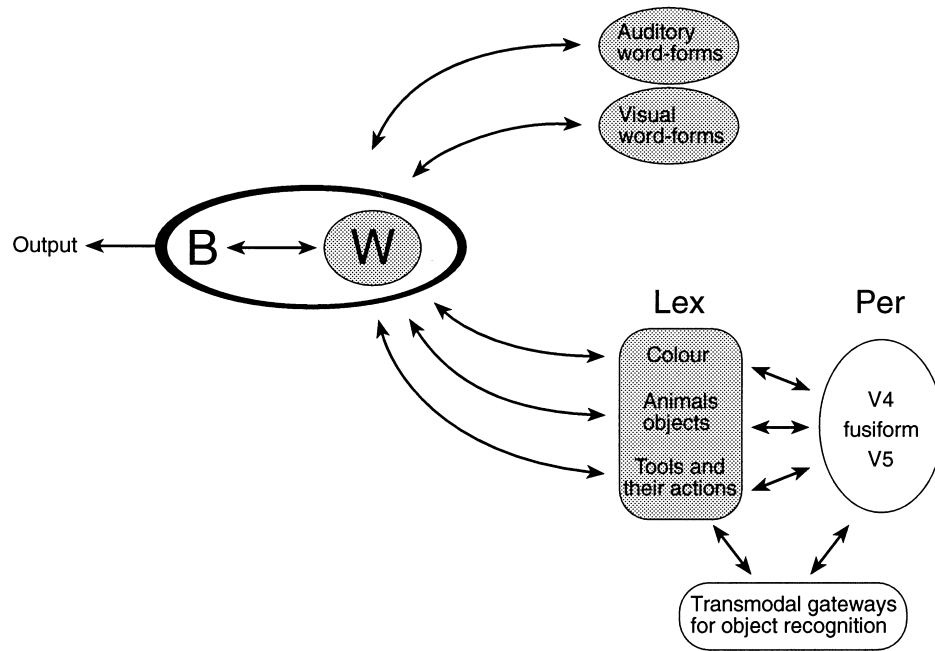 Auditory
word-forms
Visual
word-forms
Output
B
W
Lex
Per
Colour
Animals
objects
Tools and
their actions
V4
fusiform
V5
Transmodal gateways
for object recognition